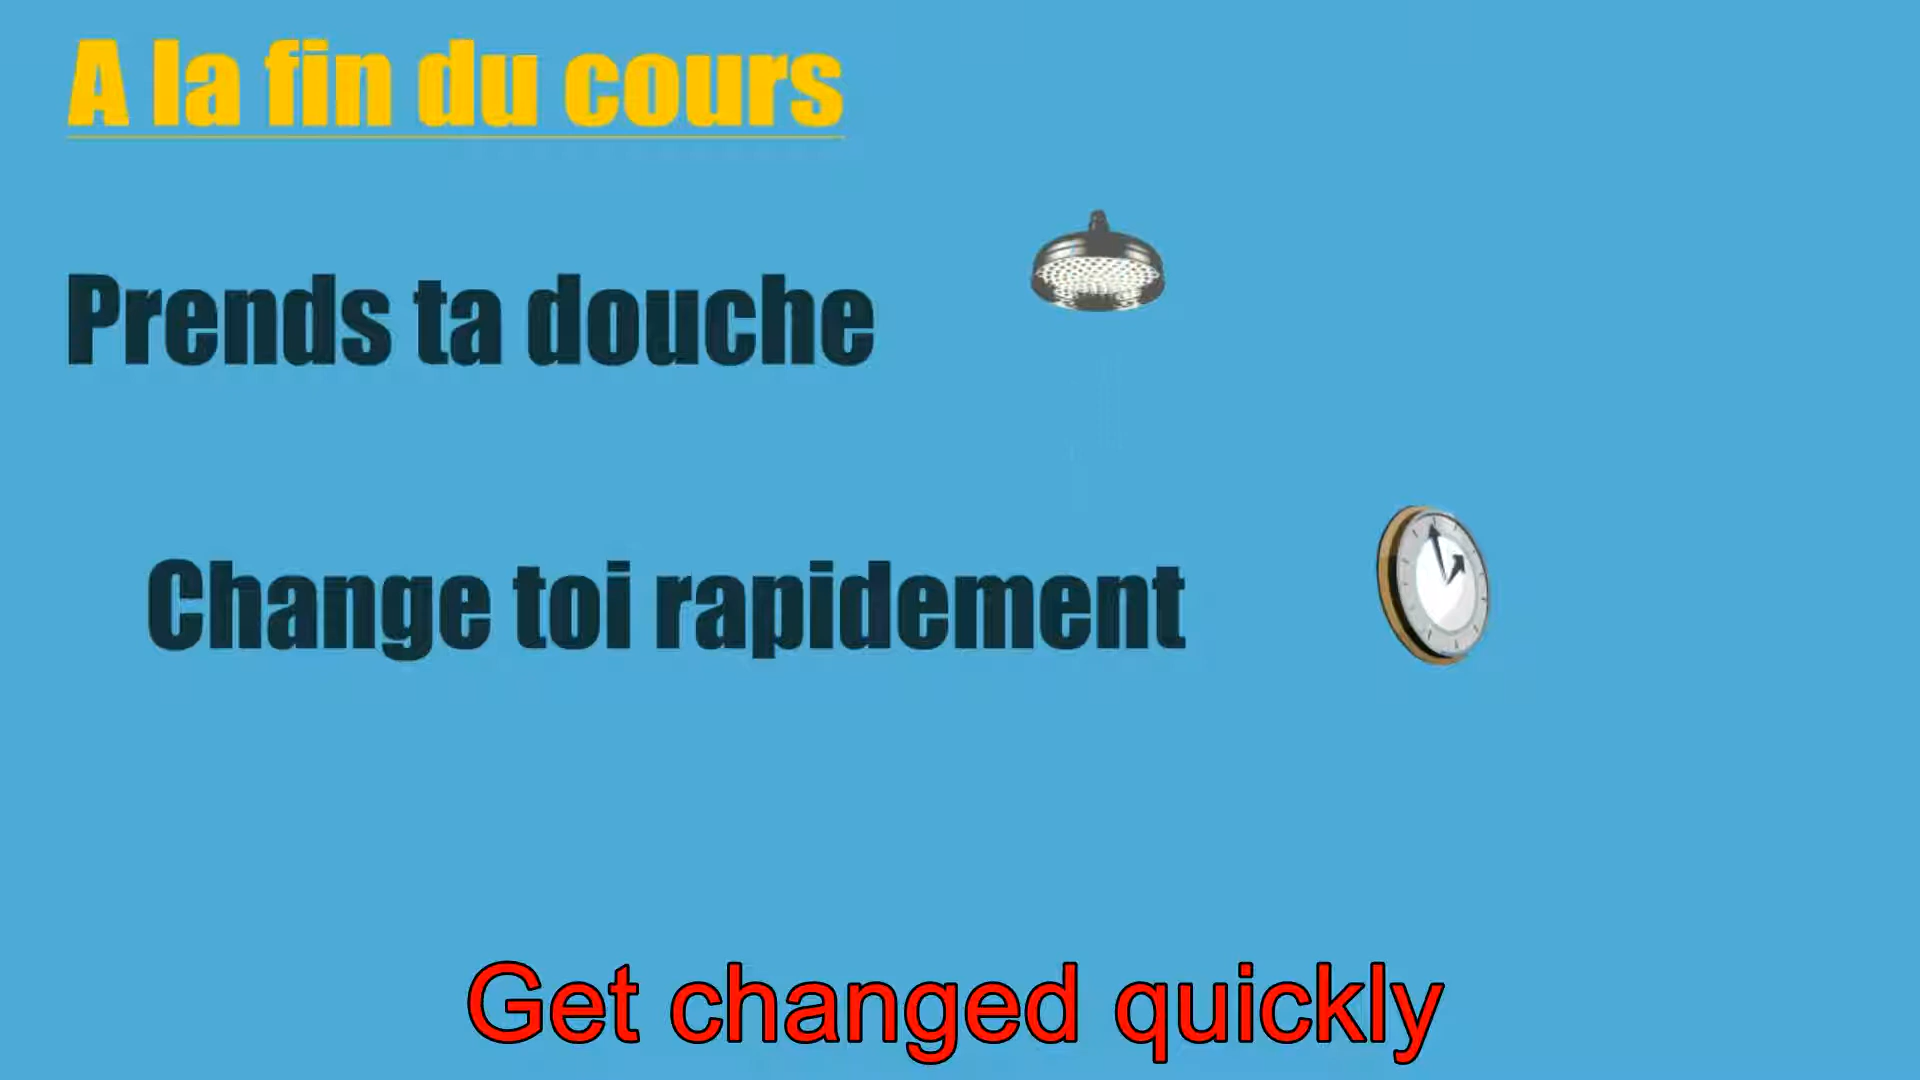 A la fin du cours
Prends ta douche
Change toi rapidement
Get changed quickly